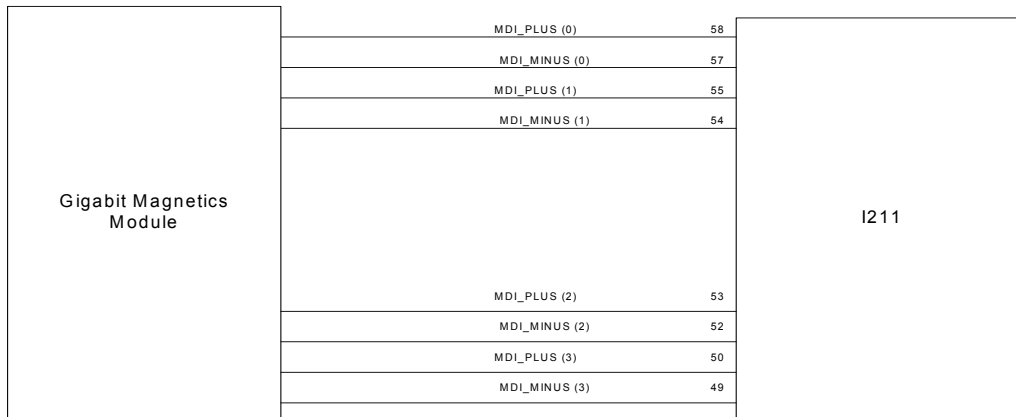 MDI_PLUS (0) 58
MDI_MINUS (0) 57
MDI_PLUS (1) 55
MDI_MINUS (1) 54
Gigabit Magnetics
Module
I211
MDI_PLUS (2) 53
MDI_MINUS (2) 52
MDI_PLUS (3) 50
MDI_MINUS (3) 49